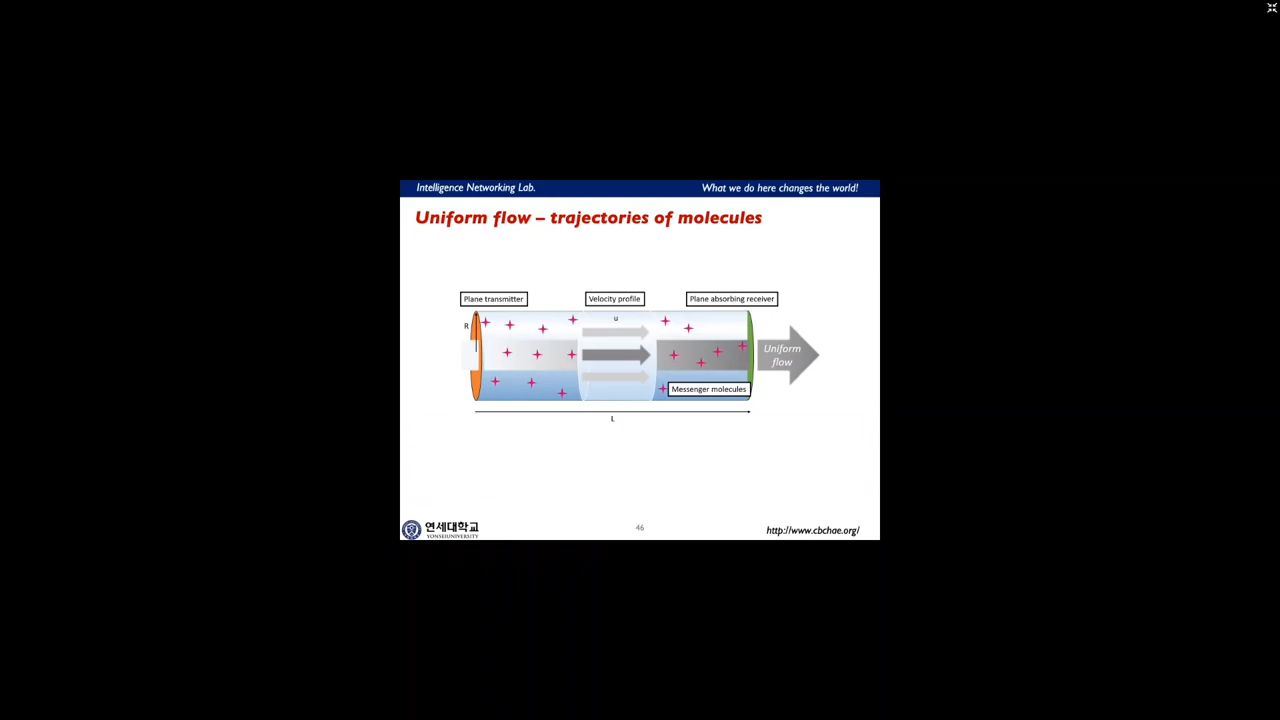 Intelligence Networking Lab.
What we do here changes the world!
Uniform flow – trajectories of molecules
Plane transmitter
Velocity profile
Plane absorbing receiver
R
u
Uniform
flow
Messenger molecules
L
연세대학교
YONSEI UNIVERSITY
46
http://www.cbchae.org/